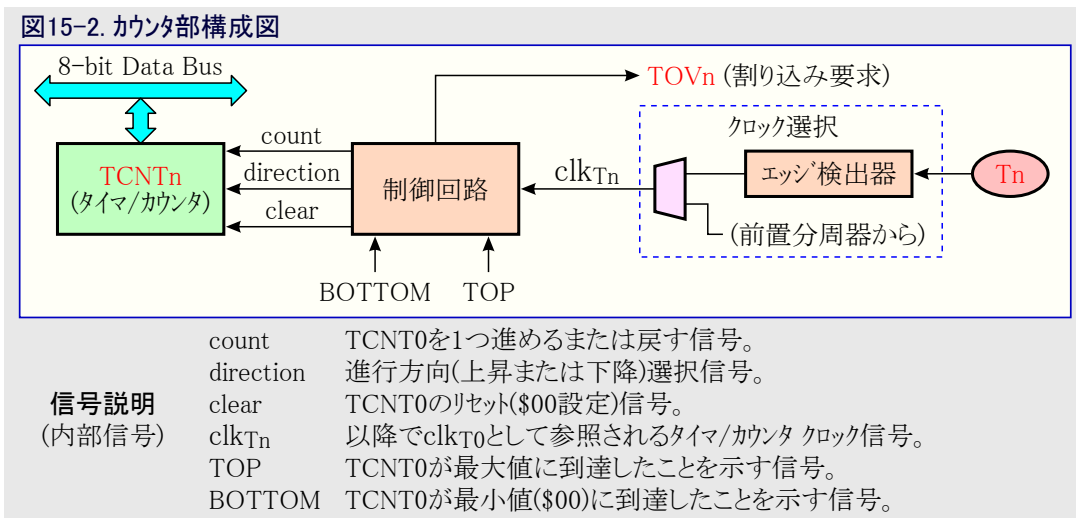 図15-2. カウンタ部構成図
8-bit Data Bus
TOVn (割り込み要求)
クロック選択
count
direction
clear
TCNTn
(タイマ/カウンタ)
制御回路
clkTn
エッジ検出器
Tn
(前置分周器から)
BOTTOM
TOP
信号説明
(内部信号)
count TCNT0を1つ進めるまたは戻す信号。
direction 進行方向(上昇または下降)選択信号。
clear TCNT0のリセット($00設定)信号。
clkTn 以降でclkT0として参照されるタイマ/カウンタ クロック信号。
TOP TCNT0が最大値に到達したことを示す信号。
BOTTOM TCNT0が最小値($00)に到達したことを示す信号。